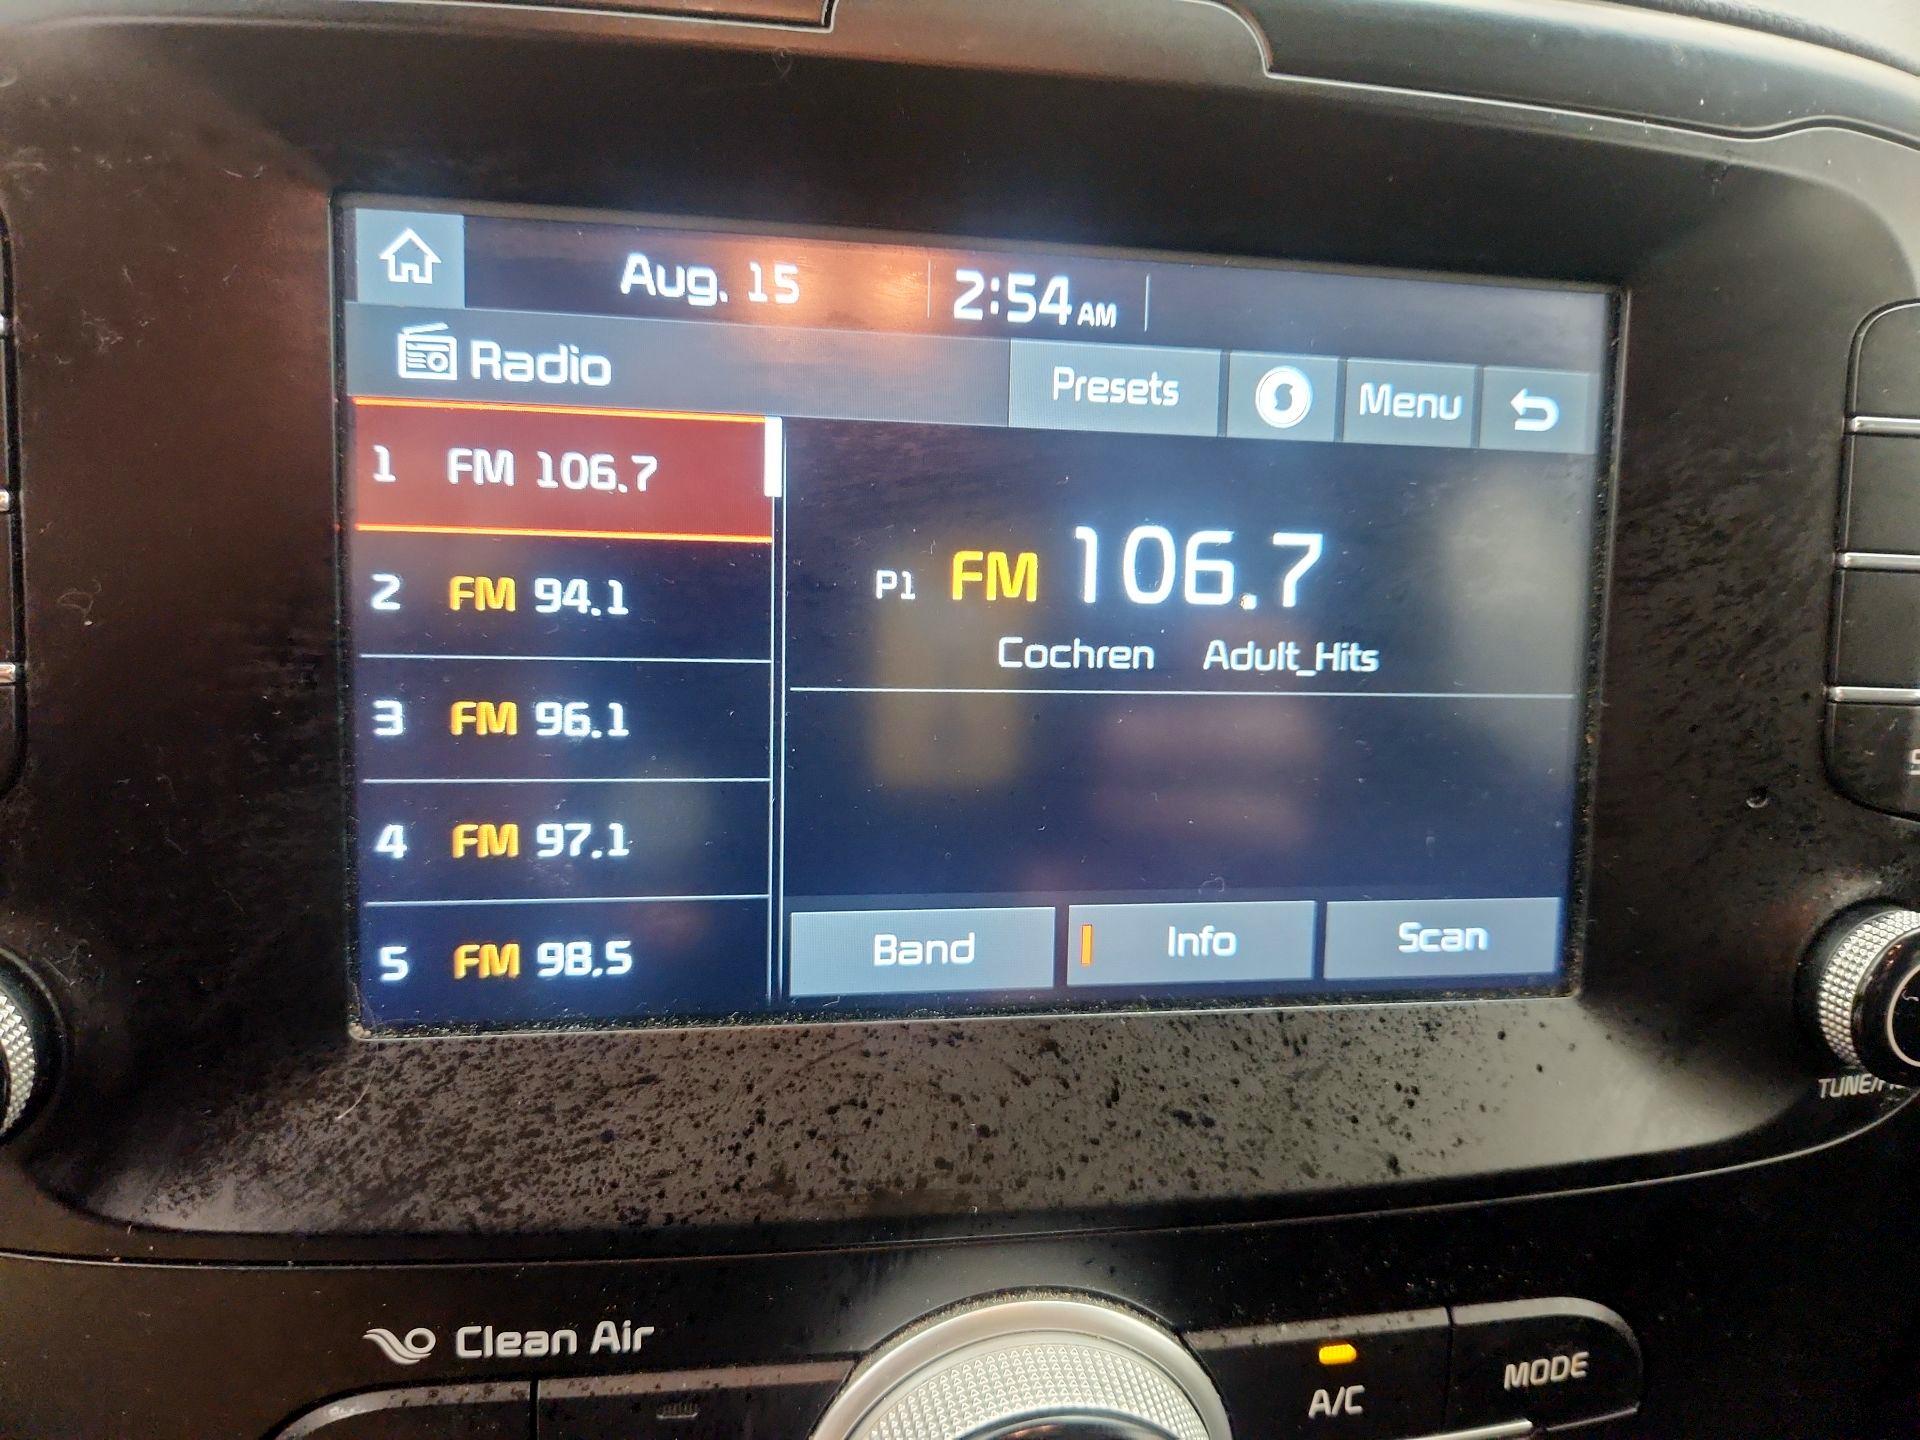 Aug. 15 2:54 AM
Radio Presets Menu
1 FM 106.7
2 FM 94.1
3 FM 96.1
4 FM 97.1
5 FM 98.5
P1 FM 106.7
Cochren Adult_Hits
Band Info Scan
Clean Air
A/C
MODE